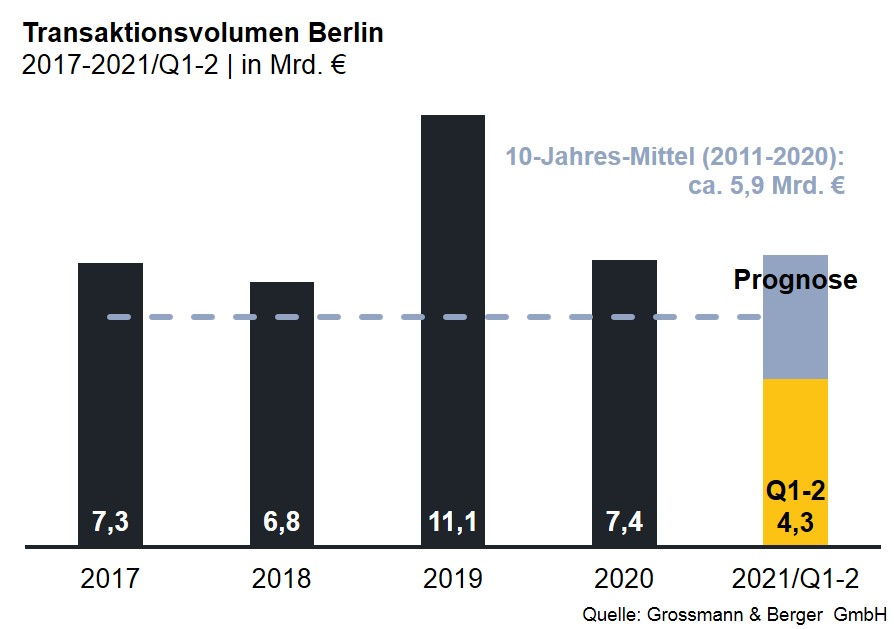 Transaktionsvolumen Berlin
2017-2021/Q1-2 | in Mrd. €
10-Jahres-Mittel (2011-2020):
ca. 5,9 Mrd. €
Prognose
Q1-2
7,3 6,8 11,1 7,4 4,3
2017 2018 2019 2020 2021/Q1-2
Quelle: Grossmann & Berger GmbH